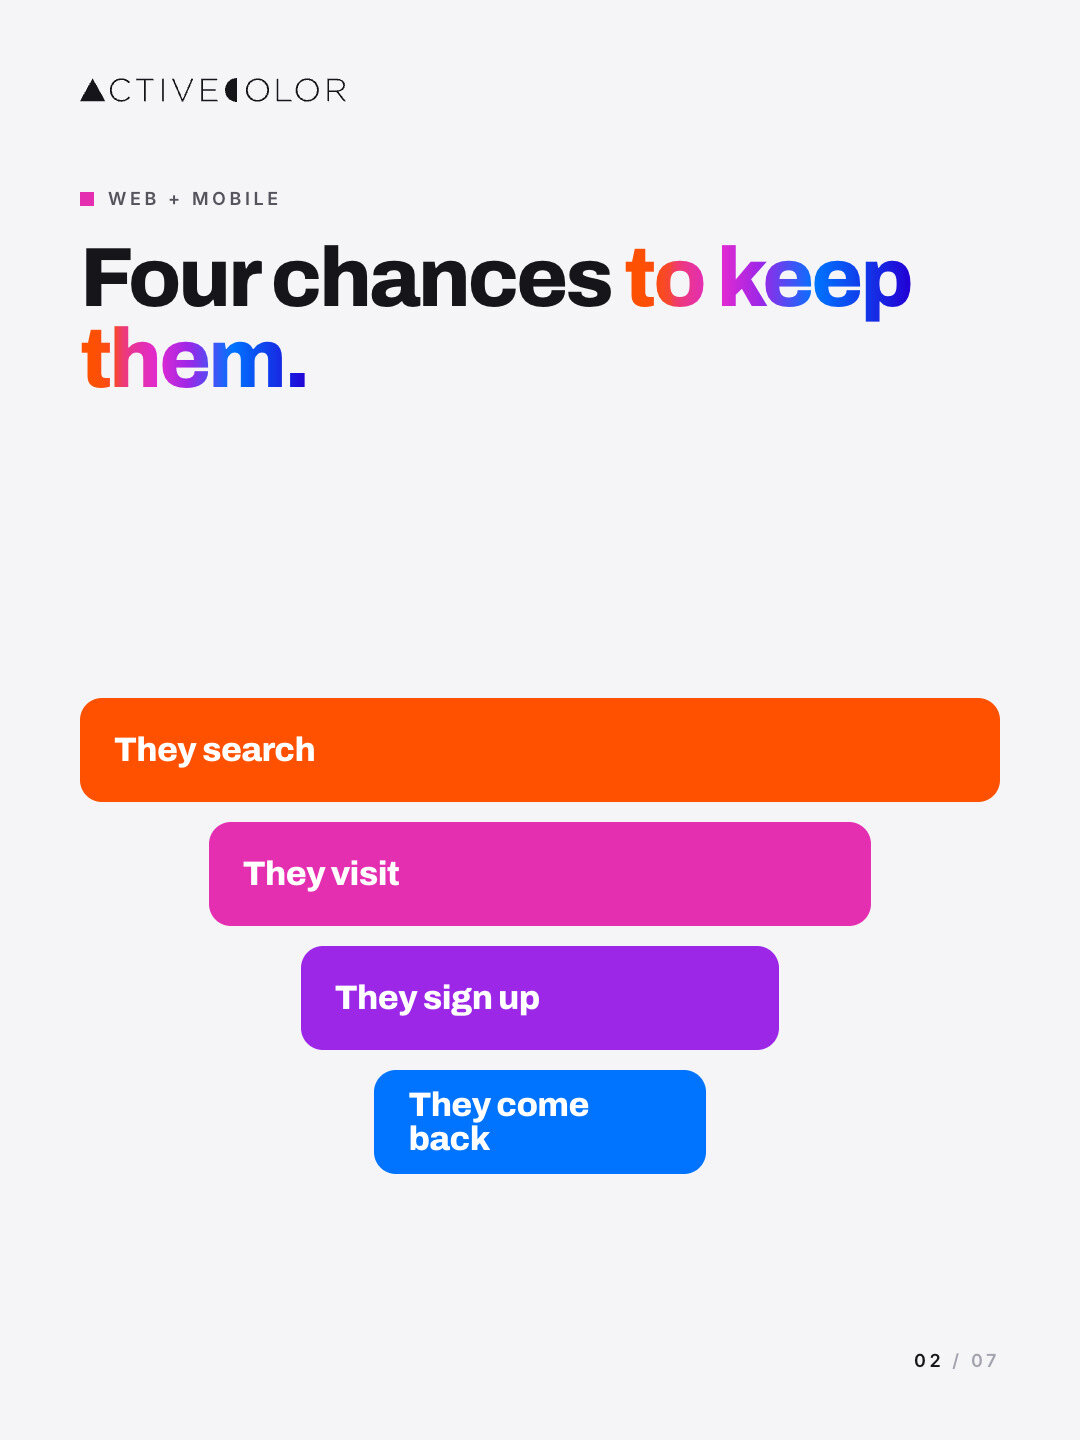 ACTIVECOLOR
WEB + MOBILE
Four chances to keep
them.
They search
They visit
They sign up
They come
back
02 / 07